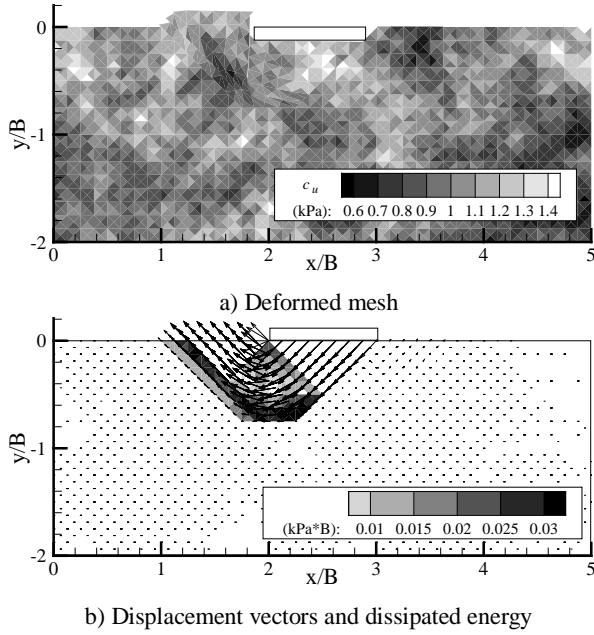 0
-1
-2
y/B
c u
(kPa): 0.6 0.7 0.8 0.9 1 1.1 1.2 1.3 1.4
0 1 2 3 4 5
x/B
a) Deformed mesh
0
-1
-2
y/B
(kPa*B): 0.01 0.015 0.02 0.025 0.03
0 1 2 3 4 5
x/B
b) Displacement vectors and dissipated energy